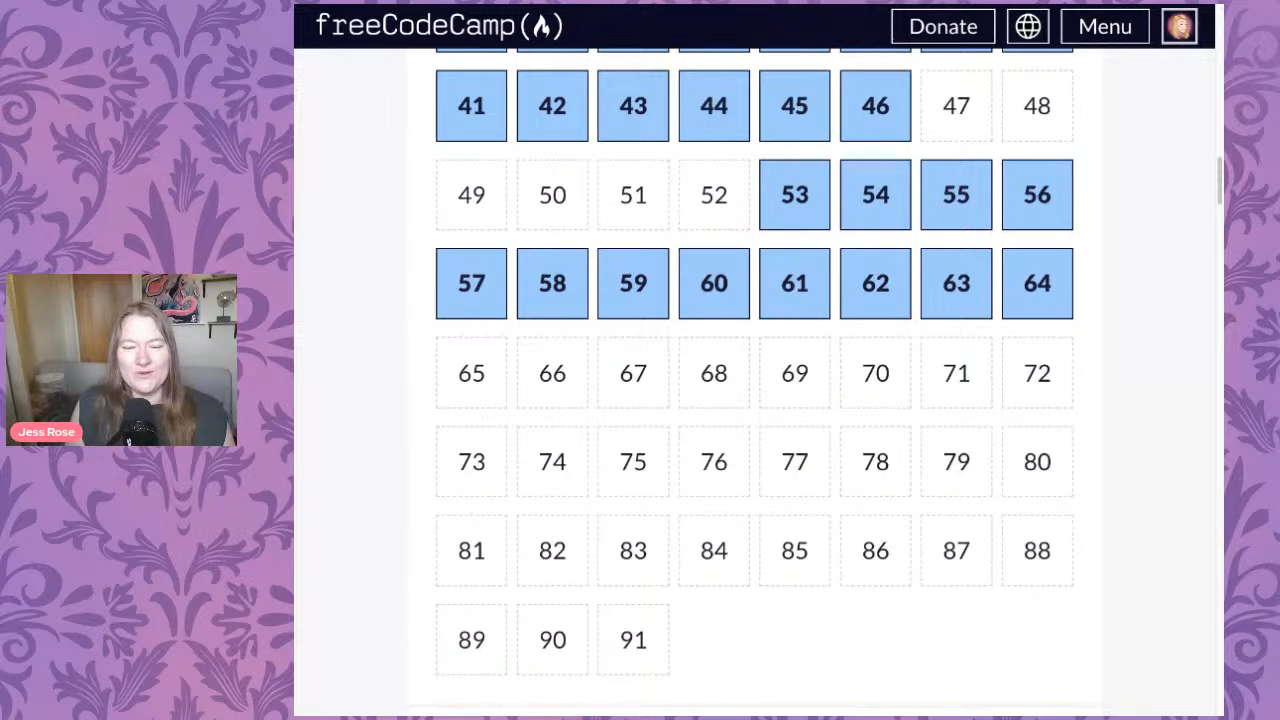 freeCodeCamp(🔥)
Donate
Menu
41 42 43 44 45 46 47 48
49 50 51 52 53 54 55 56
57 58 59 60 61 62 63 64
65 66 67 68 69 70 71 72
73 74 75 76 77 78 79 80
81 82 83 84 85 86 87 88
89 90 91
Jess Rose